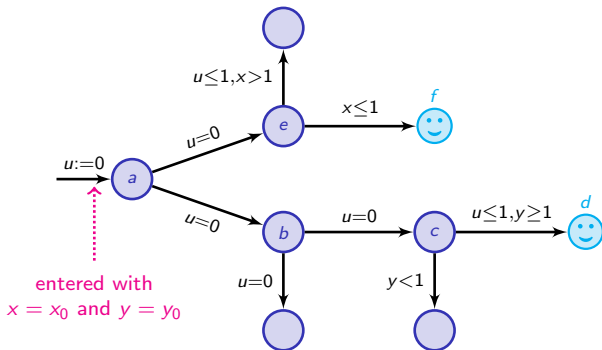 u≤1,x>1
f
x≤1
e
u=0
u:=0
a
u=0
d
u=0
u≤1,y≥1
b
c
u=0
y<1
entered with
x = x₀ and y = y₀